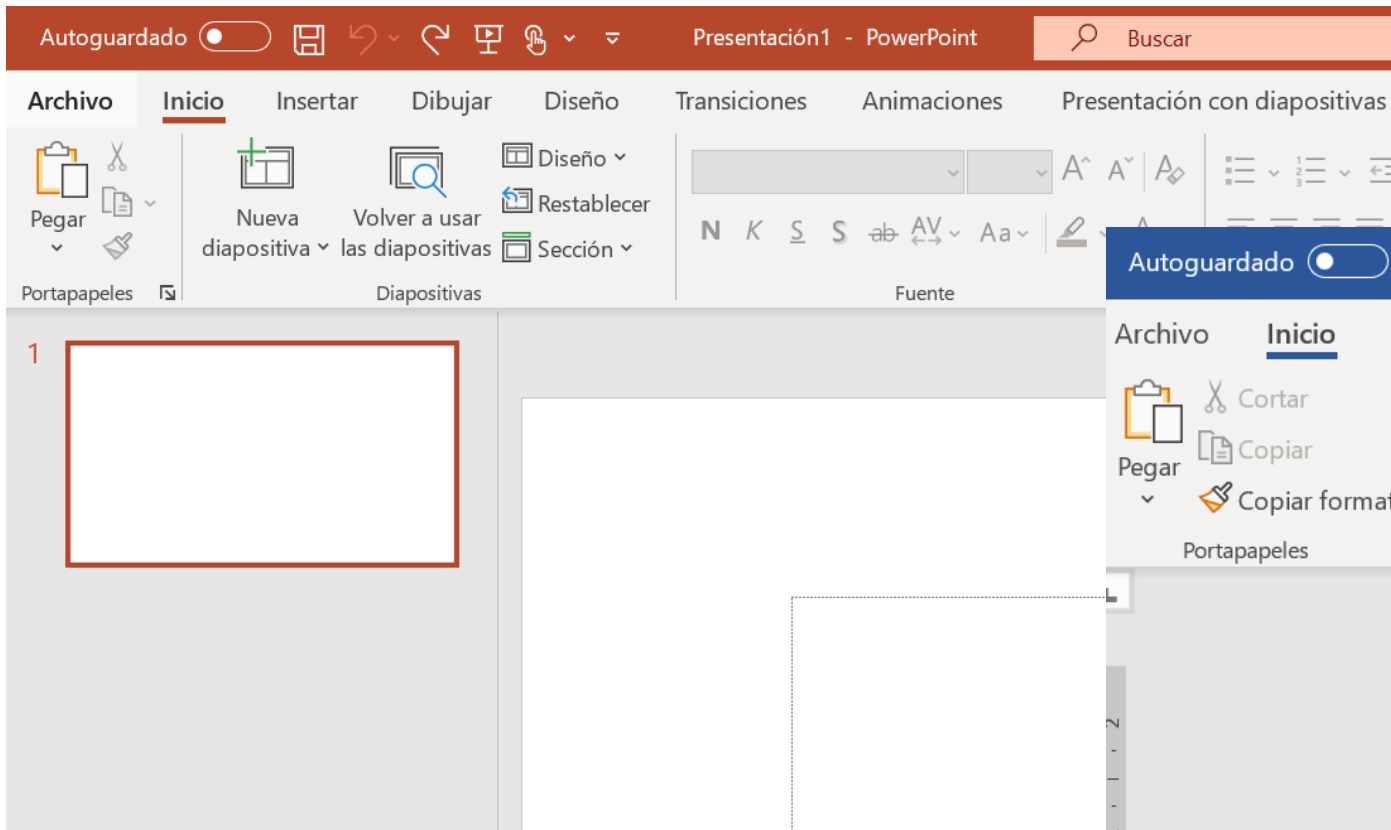 Autoguardado
Presentación1 - PowerPoint
Buscar
Archivo Inicio Insertar Dibujar Diseño Transiciones Animaciones Presentación con diapositivas
Pegar
Nueva diapositiva
Volver a usar las diapositivas
Diseño
Restablecer
Sección
N K S S ab AV Aa
Portapapeles
Diapositivas
Fuente
1
Autoguardado
Archivo Inicio
Pegar
Cortar
Copiar
Copiar format
Portapapeles
2